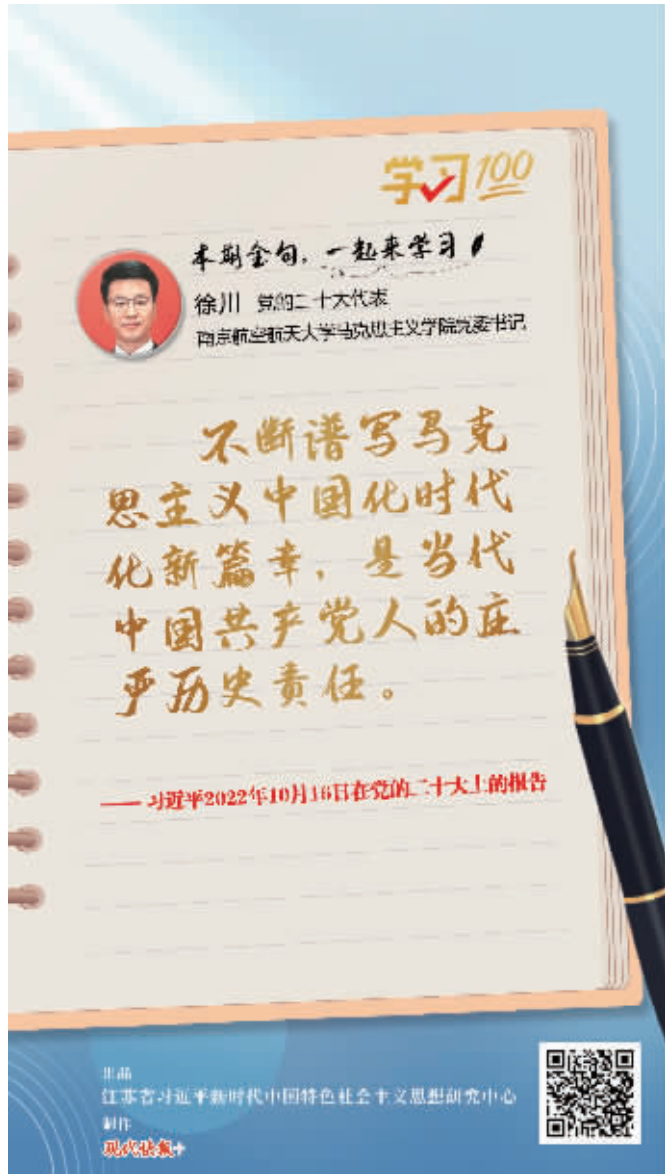 学习100
本期金句，一起来学习
徐川 党的二十大代表
南京航空航天大学马克思主义学院党委书记
不断谱写马克
思主义中国化时代
化新篇章，是当代
中国共产党人的庄
严历史责任。
—— 习近平2022年10月16日在党的二十大上的报告
出品
江苏省习近平新时代中国特色社会主义思想研究中心
制作
现代快报+